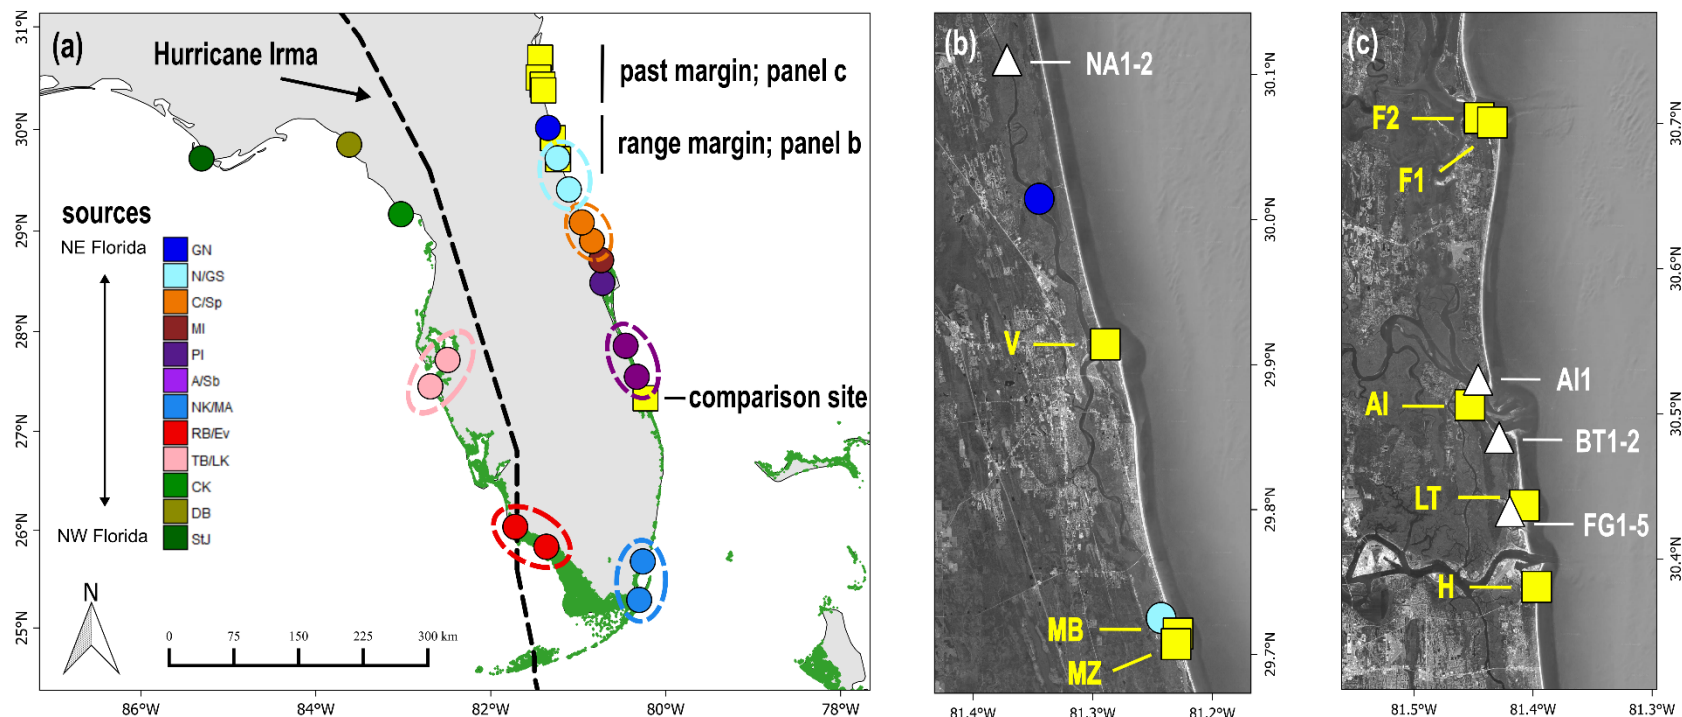 (a)
Hurricane Irma
past margin; panel c
range margin; panel b
comparison site
sources
NE Florida
NW Florida
GN
N/GS
C/Sp
MI
PI
A/Sb
NK/MA
RB/Ev
TB/LK
CK
DB
StJ
N
0 75 150 225 300 km
31°N
30°N
29°N
28°N
27°N
26°N
25°N
86°W 84°W 82°W 80°W 78°W
(b)
NA1-2
V
MB
MZ
30.1°N
30.0°N
29.9°N
29.8°N
29.7°N
81.4°W 81.3°W 81.2°W
(c)
F2
F1
AI1
AI
BT1-2
LT
FG1-5
H
30.7°N
30.6°N
30.5°N
30.4°N
81.5°W 81.4°W 81.3°W